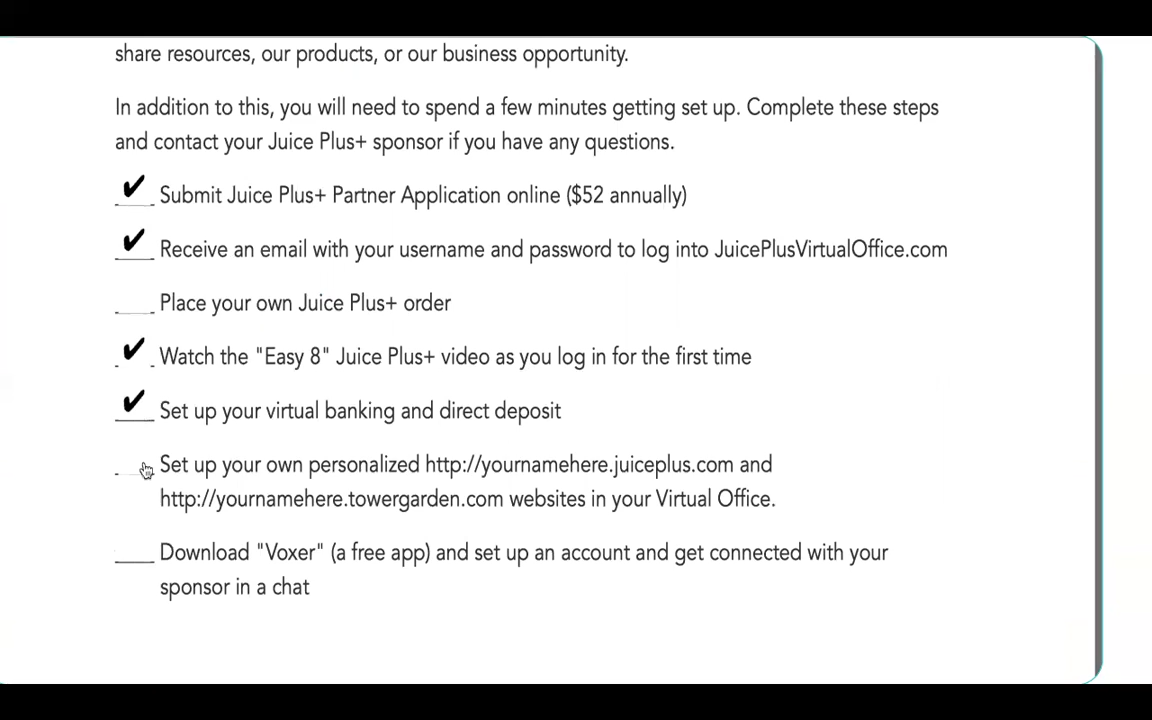 share resources, our products, or our business opportunity.
In addition to this, you will need to spend a few minutes getting set up. Complete these steps
and contact your Juice Plus+ sponsor if you have any questions.
✔ Submit Juice Plus+ Partner Application online ($52 annually)
✔ Receive an email with your username and password to log into JuicePlusVirtualOffice.com
____ Place your own Juice Plus+ order
✔ Watch the "Easy 8" Juice Plus+ video as you log in for the first time
✔ Set up your virtual banking and direct deposit
____ Set up your own personalized http://yournamehere.juiceplus.com and
http://yournamehere.towergarden.com websites in your Virtual Office.
____ Download "Voxer" (a free app) and set up an account and get connected with your
sponsor in a chat